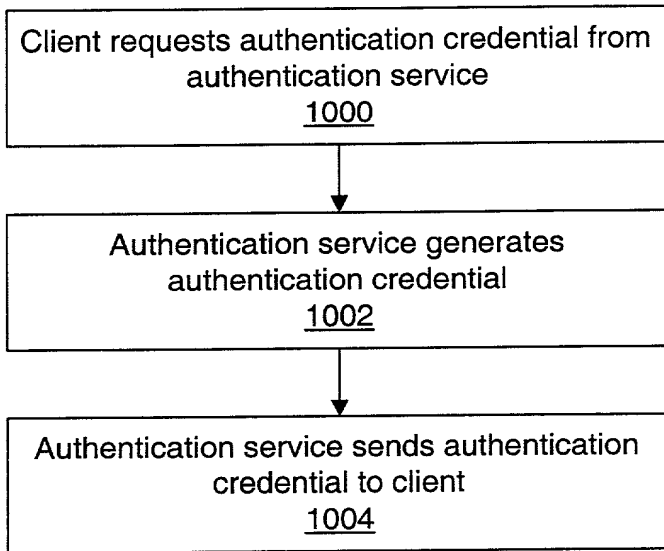 Client requests authentication credential from
authentication service
1000
Authentication service generates
authentication credential
1002
Authentication service sends authentication
credential to client
1004